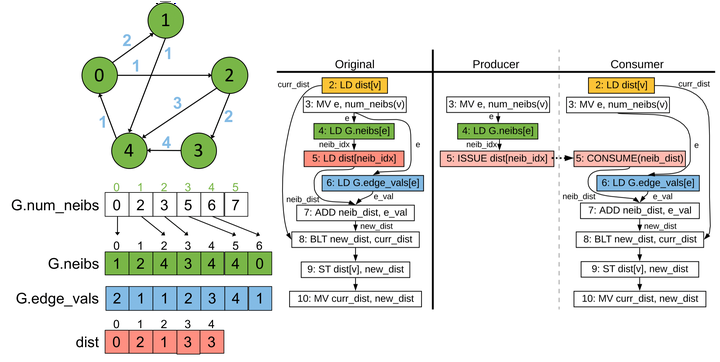 1
2
1
1
0
2
1
3
2
4
4
3
0 1 2 3 4 5
G.num_neibs 0 2 3 5 6 7
0 1 2 3 4 5 6
G.neibs 1 2 4 3 4 4 0
G.edge_vals 2 1 1 2 3 4 1
0 1 2 3 4
dist 0 2 1 3 3
Original
curr_dist
2: LD dist[v]
3: MV e, num_neibs(v)
e
4: LD G.neibs[e]
neib_idx
e
5: LD dist[neib_idx]
6: LD G.edge_vals[e]
neib_dist
e_val
7: ADD neib_dist, e_val
new_dist
8: BLT new_dist, curr_dist
9: ST dist[v], new_dist
10: MV curr_dist, new_dist
Producer
3: MV e, num_neibs(v)
e
4: LD G.neibs[e]
neib_idx
5: ISSUE dist[neib_idx]
Consumer
2: LD dist[v]
curr_dist
3: MV e, num_neibs(v)
e
5: CONSUME(neib_dist)
6: LD G.edge_vals[e]
neib_dist
e_val
7: ADD neib_dist, e_val
new_dist
8: BLT new_dist, curr_dist
9: ST dist[v], new_dist
10: MV curr_dist, new_dist